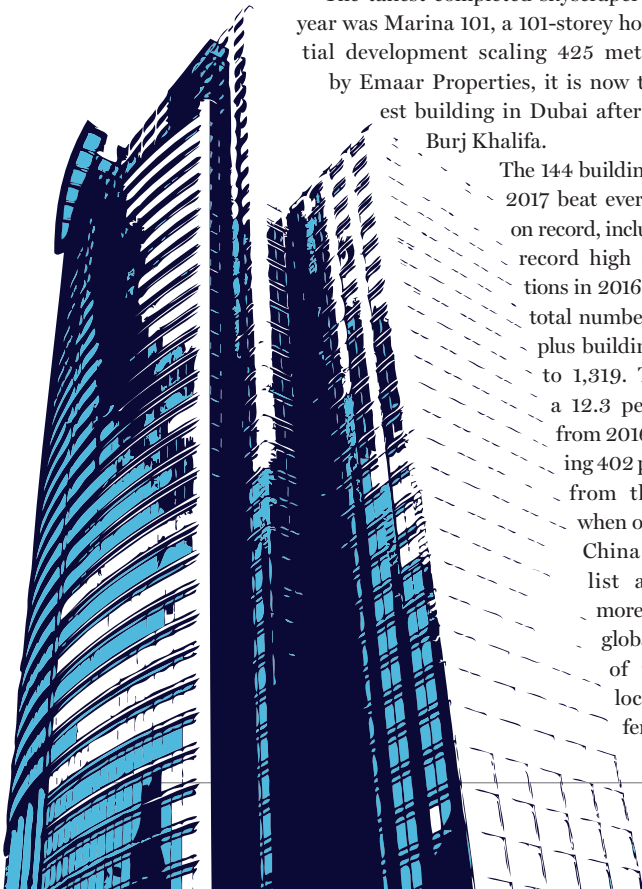 year was Marina 101, a 101-storey ho
tial development scaling 425 met
by Emaar Properties, it is now t
est building in Dubai after
Burj Khalifa.
The 144 buildin
2017 beat ever
on record, inclu
record high
tions in 2016
total numbe
plus buildin
to 1,319. T
a 12.3 pe
from 2016
ing 402 p
from th
when o
China
list a
more
globa
of
loc
fer